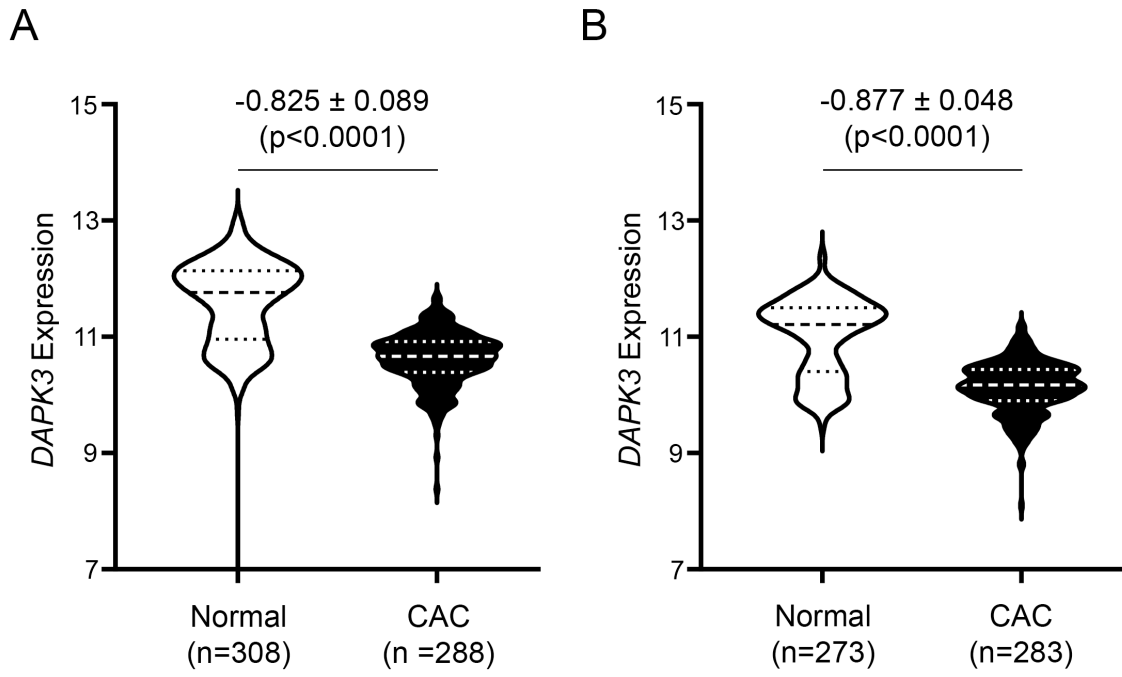 A
-0.825 ± 0.089
(p<0.0001)
15
13
11
9
7
DAPK3 Expression
Normal
(n=308)
CAC
(n =288)
B
-0.877 ± 0.048
(p<0.0001)
15
13
11
9
7
DAPK3 Expression
Normal
(n=273)
CAC
(n=283)